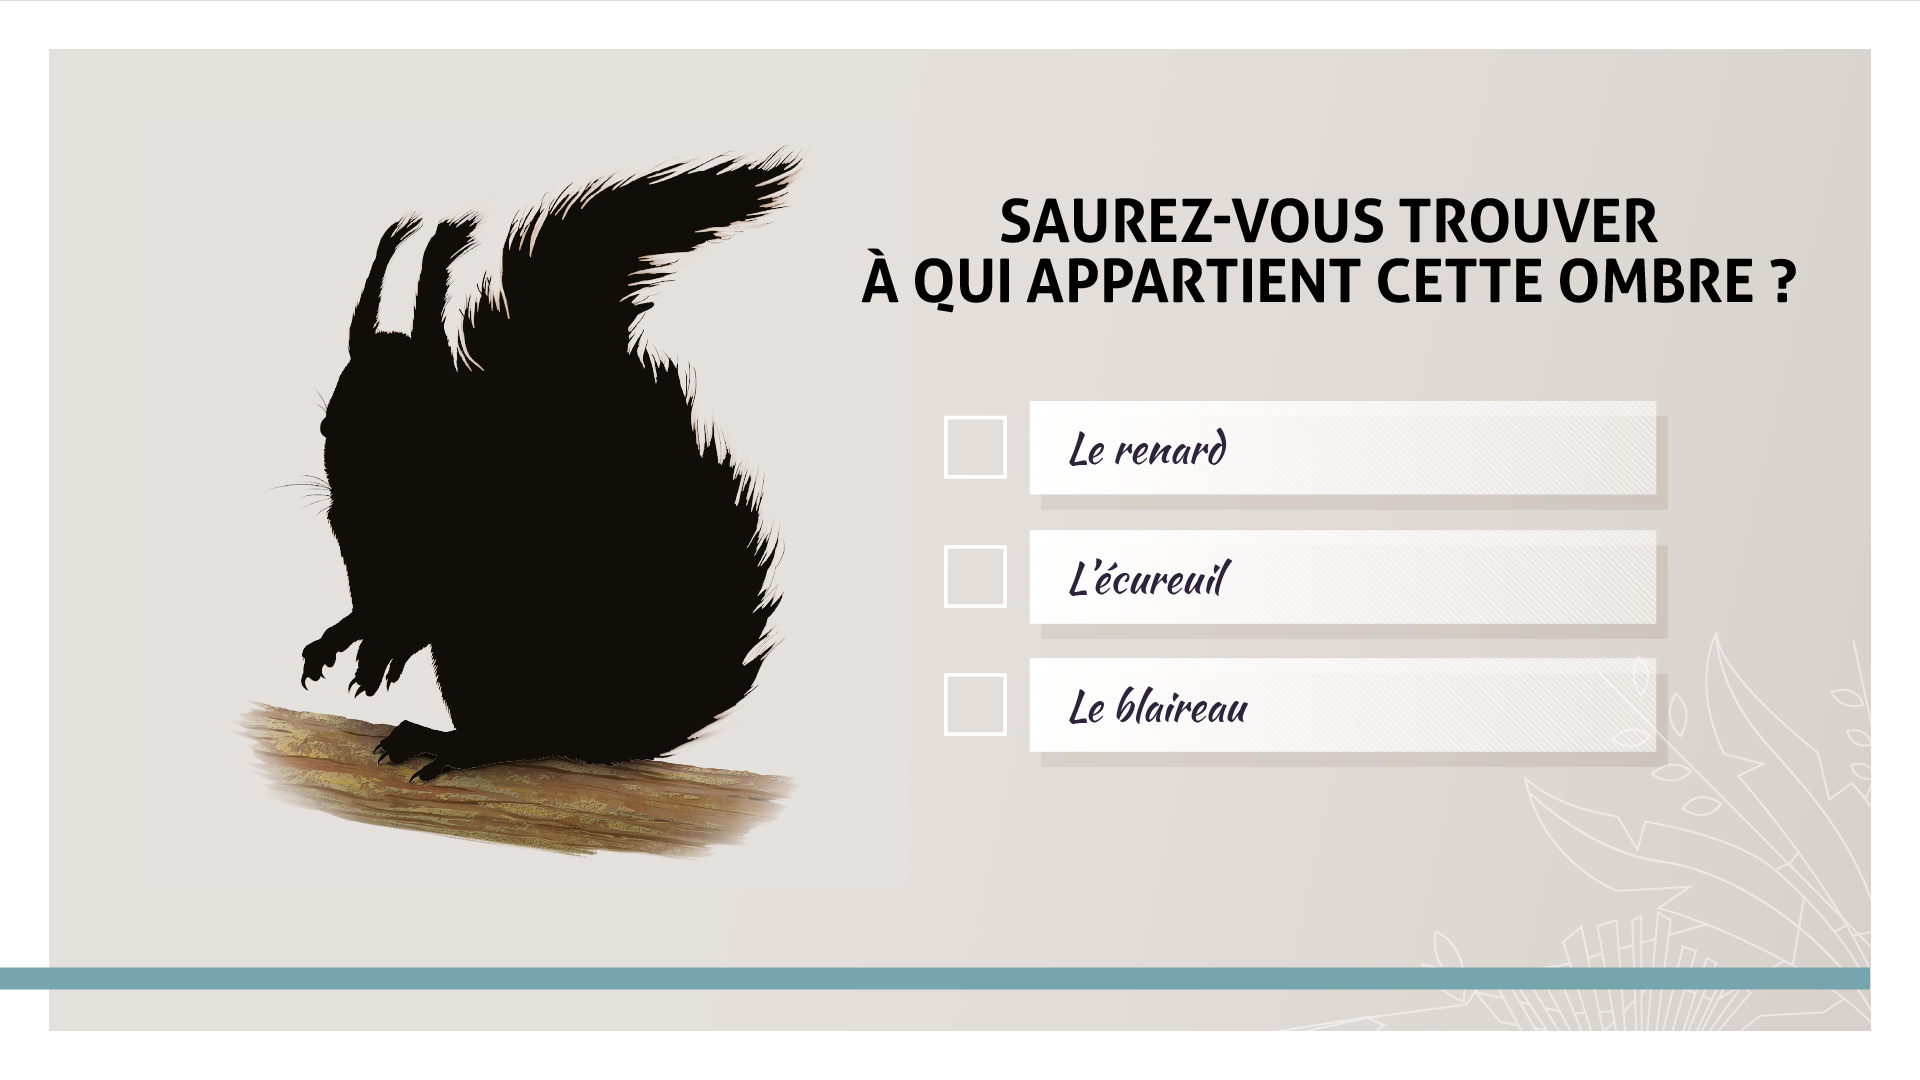 SAUREZ-VOUS TROUVER
À QUI APPARTIENT CETTE OMBRE ?
Le renard
L'écureuil
Le blaireau